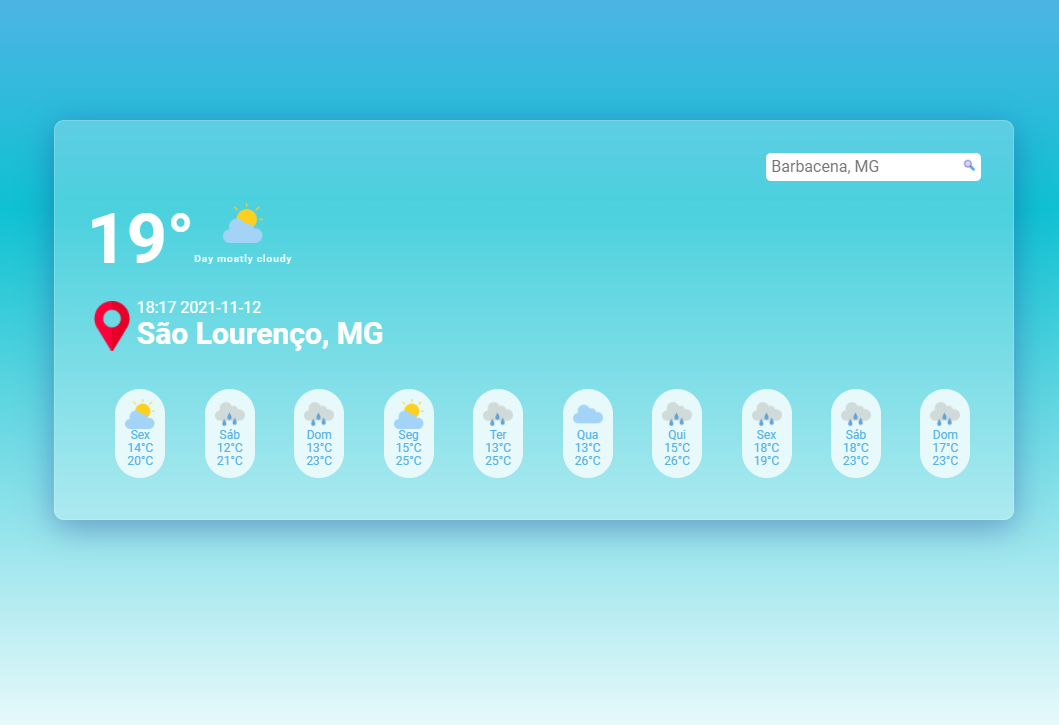 Barbacena, MG
19°
Day mostly cloudy
18:17 2021-11-12
São Lourenço, MG
Sex
14°C
20°C
Sáb
12°C
21°C
Dom
13°C
23°C
Seg
15°C
25°C
Ter
13°C
25°C
Qua
13°C
26°C
Qui
15°C
26°C
Sex
18°C
19°C
Sáb
18°C
23°C
Dom
17°C
23°C